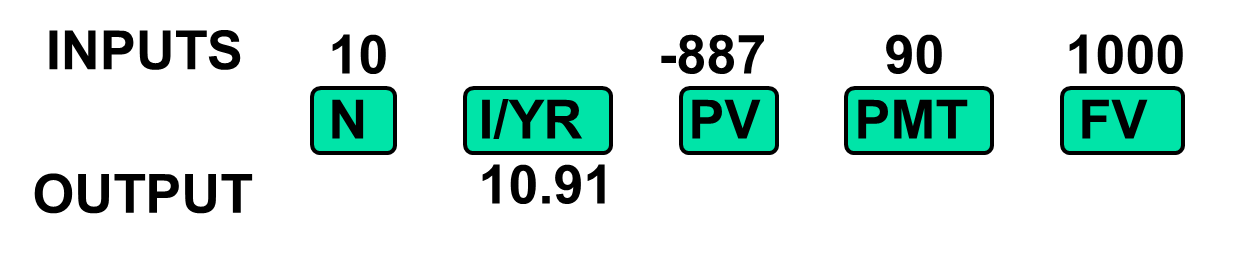 INPUTS 10 -887 90 1000
N I/YR PV PMT FV
OUTPUT 10.91